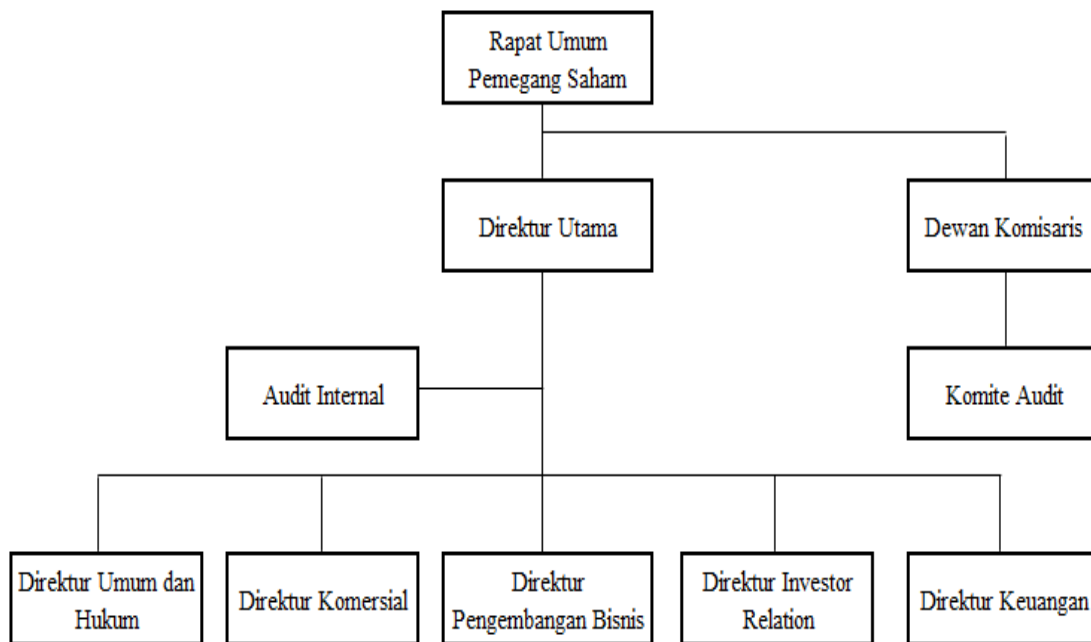 Rapat Umum
Pemegang Saham
Direktur Utama
Dewan Komisaris
Audit Internal
Komite Audit
Direktur Umum dan
Hukum
Direktur Komersial
Direktur
Pengembangan Bisnis
Direktur Investor
Relation
Direktur Keuangan